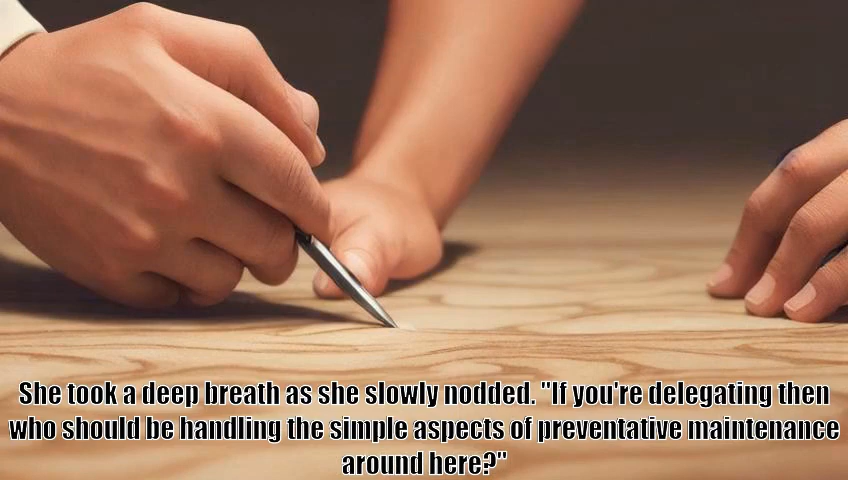 She took a deep breath as she slowly nodded. "If you're delegating then
who should be handling the simple aspects of preventative maintenance
around here?"